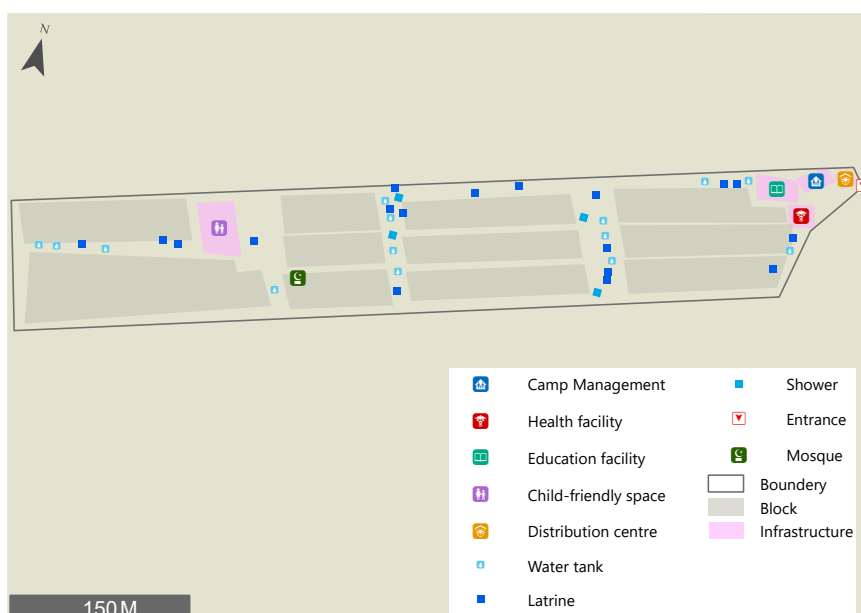 N
Camp Management
Shower
Health facility
Entrance
Education facility
Mosque
Boundery
Child-friendly space
Block
Distribution centre
Infrastructure
Water tank
Latrine
150 M